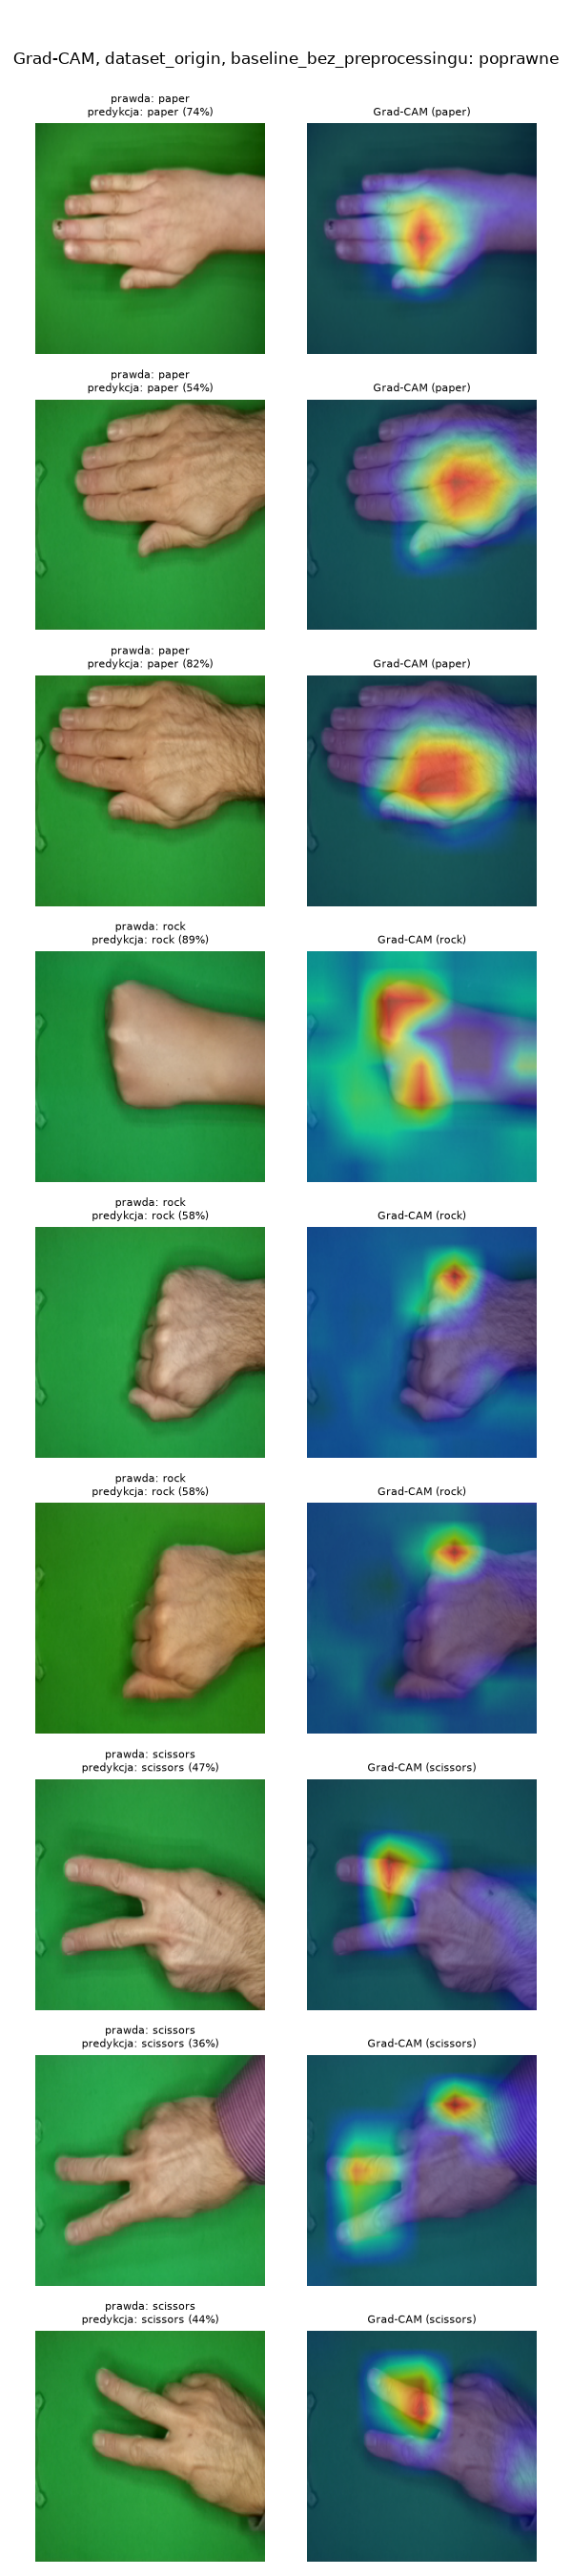 Grad-CAM, dataset_origin, baseline_bez_preprocessingu: poprawne
prawda: paper
predykcja: paper (74%)
Grad-CAM (paper)
prawda: paper
predykcja: paper (54%)
Grad-CAM (paper)
prawda: paper
predykcja: paper (82%)
Grad-CAM (paper)
prawda: rock
predykcja: rock (89%)
Grad-CAM (rock)
prawda: rock
predykcja: rock (58%)
Grad-CAM (rock)
prawda: rock
predykcja: rock (58%)
Grad-CAM (rock)
prawda: scissors
predykcja: scissors (47%)
Grad-CAM (scissors)
prawda: scissors
predykcja: scissors (36%)
Grad-CAM (scissors)
prawda: scissors
predykcja: scissors (44%)
Grad-CAM (scissors)